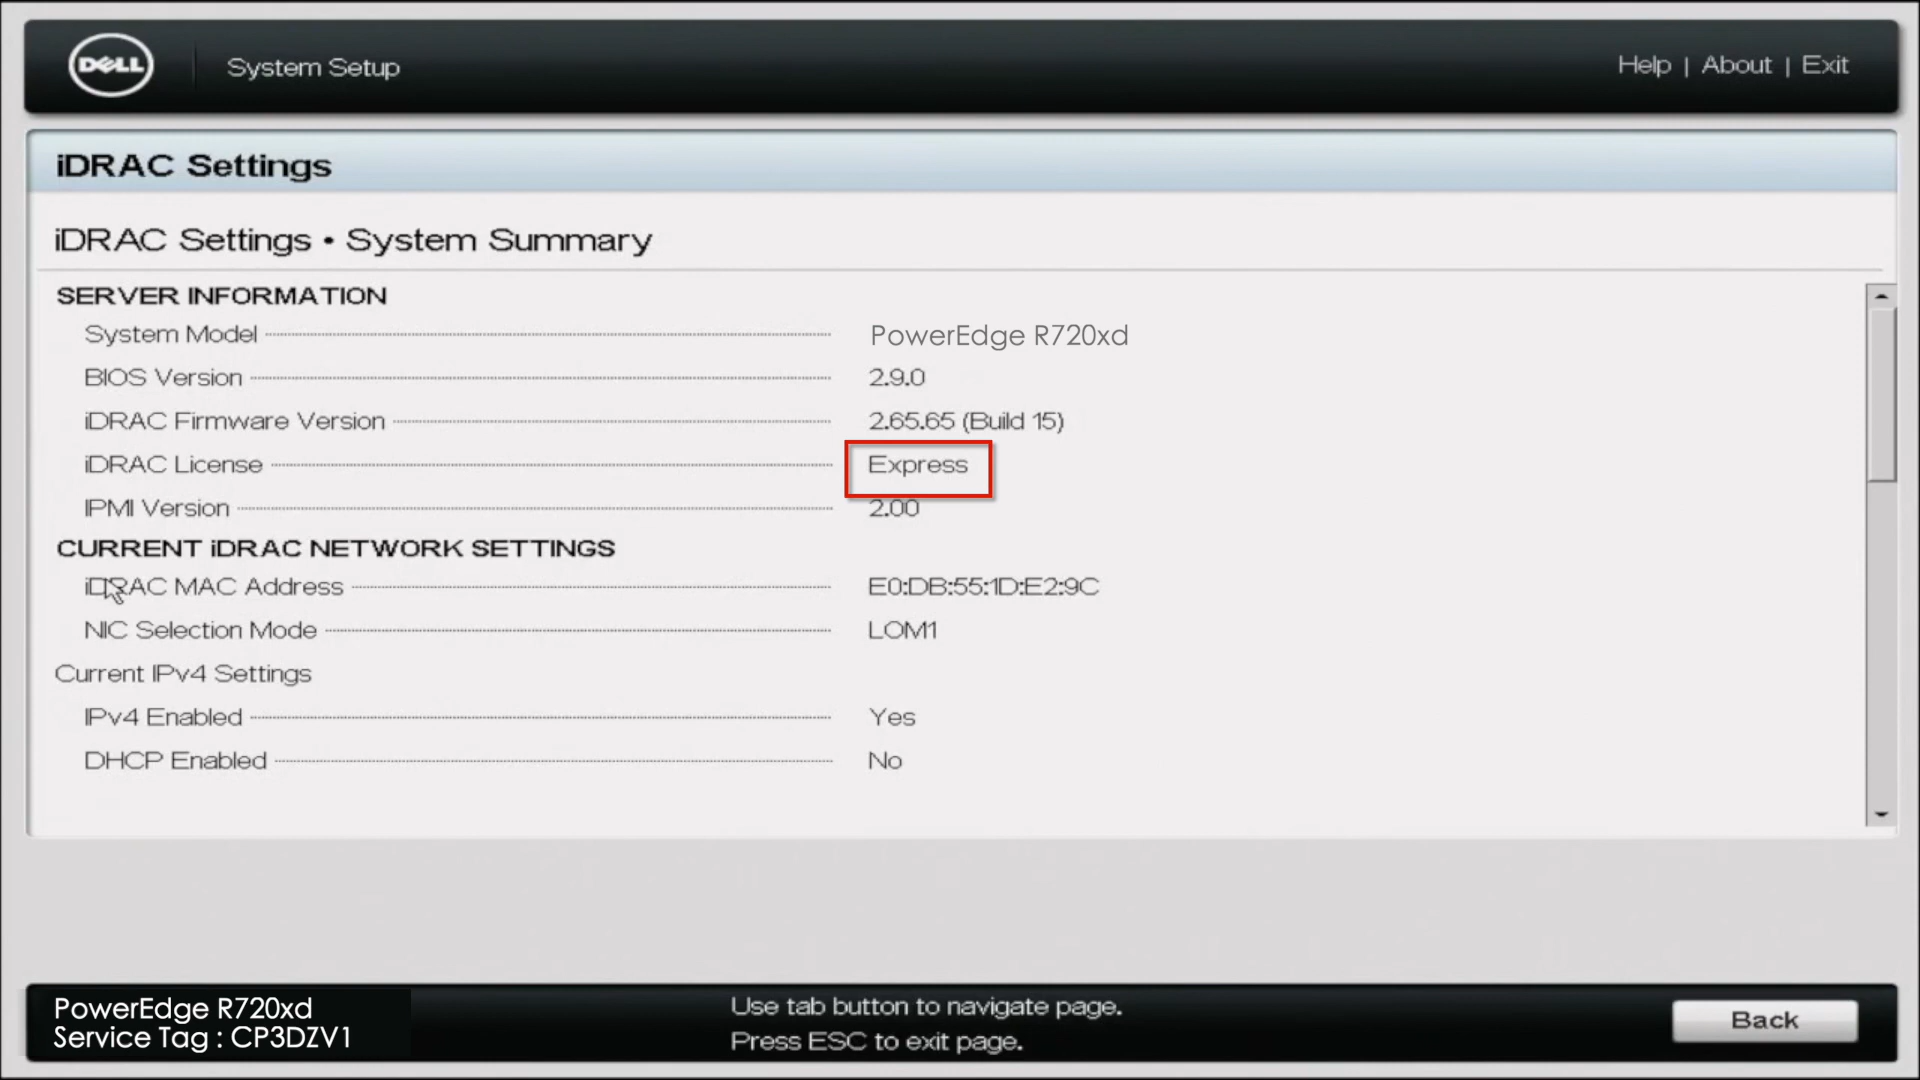 DELL System Setup Help | About | Exit
iDRAC Settings
iDRAC Settings • System Summary
SERVER INFORMATION
System Model PowerEdge R720xd
BIOS Version 2.9.0
iDRAC Firmware Version 2.65.65 (Build 15)
iDRAC License Express
IPMI Version 2.00
CURRENT iDRAC NETWORK SETTINGS
iDRAC MAC Address E0:DB:55:1D:E2:9C
NIC Selection Mode LOM1
Current IPv4 Settings
IPv4 Enabled Yes
DHCP Enabled No
PowerEdge R720xd
Service Tag : CP3DZV1
Use tab button to navigate page.
Press ESC to exit page.
Back